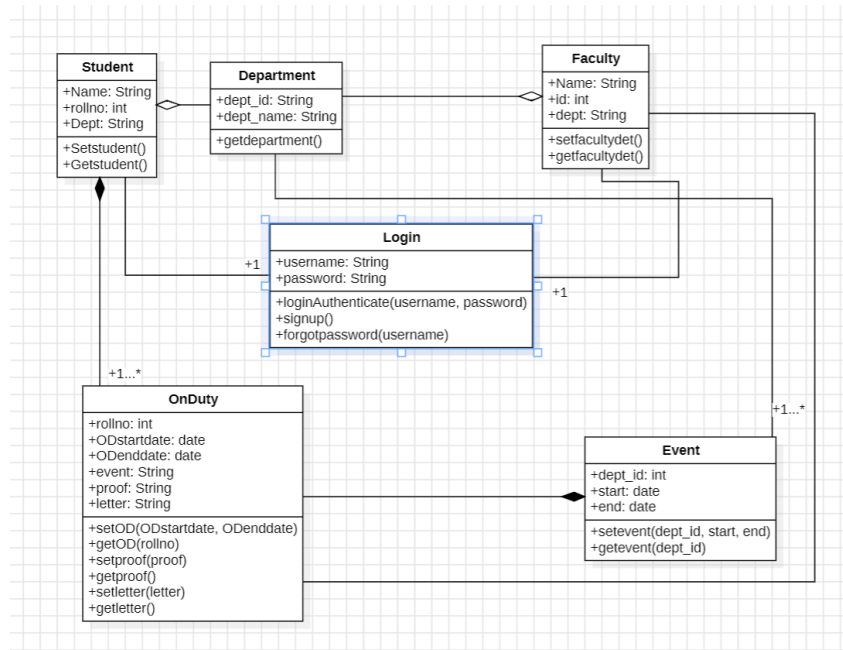 Student
+Name: String
+rollno: int
+Dept: String
+Setstudent()
+Getstudent()
Department
+dept_id: String
+dept_name: String
+getdepartment()
Faculty
+Name: String
+id: int
+dept: String
+setfacultydet()
+getfacultydet()
Login
+username: String
+password: String
+loginAuthenticate(username, password)
+signup()
+forgotpassword(username)
+1
+1
+1...*
OnDuty
+rollno: int
+ODstartdate: date
+ODenddate: date
+event: String
+proof: String
+letter: String
+setOD(ODstartdate, ODenddate)
+getOD(rollno)
+setproof(proof)
+getproof()
+setletter(letter)
+getletter()
+1...*
Event
+dept_id: int
+start: date
+end: date
+setevent(dept_id, start, end)
+getevent(dept_id)